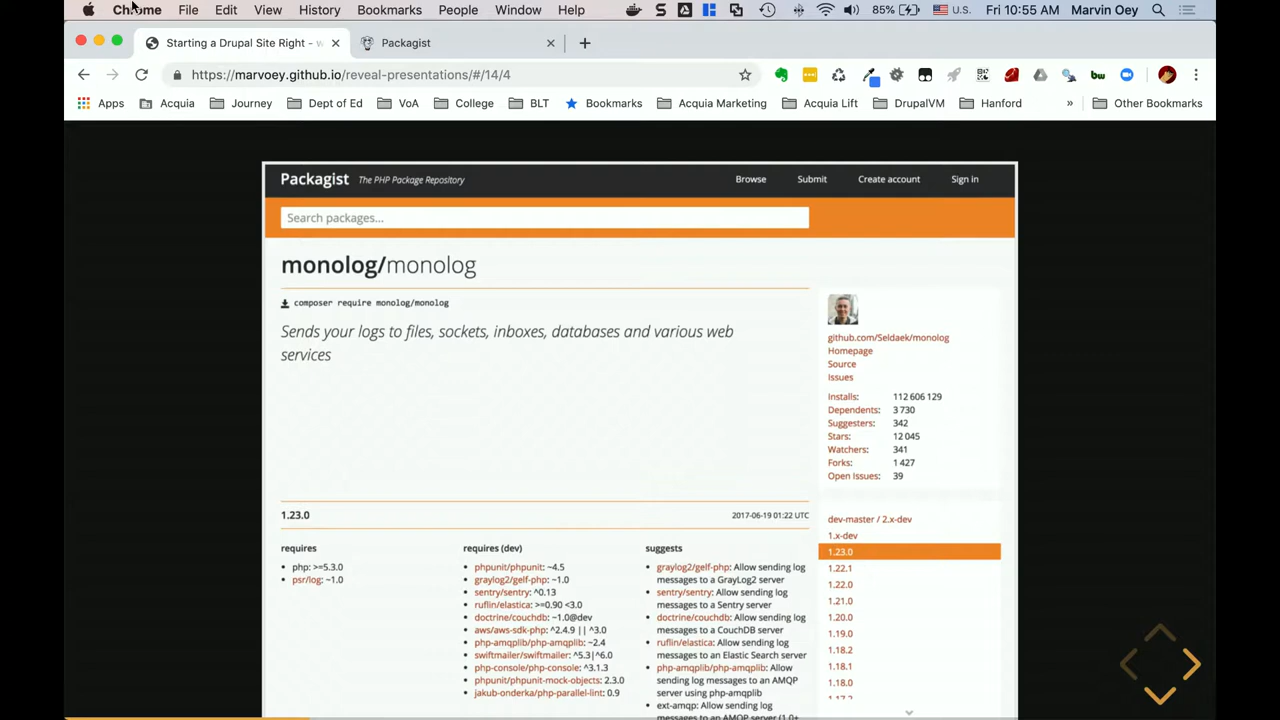 Chrome File Edit View History Bookmarks People Window Help 85% U.S. Fri 10:55 AM Marvin Oey
Starting a Drupal Site Right - w
Packagist
https://marvoey.github.io/reveal-presentations/#/14/4
Apps Acquia Journey Dept of Ed VoA College BLT Bookmarks Acquia Marketing Acquia Lift DrupalVM Hanford » Other Bookmarks
Packagist The PHP Package Repository
Browse Submit Create account Sign in
Search packages...
monolog/monolog
composer require monolog/monolog
Sends your logs to files, sockets, inboxes, databases and various web
services
github.com/Seldaek/monolog
Homepage
Source
Issues
Installs: 112 606 129
Dependents: 3 730
Suggesters: 342
Stars: 12 045
Watchers: 341
Forks: 1 427
Open Issues: 39
1.23.0 2017-06-19 01:22 UTC
requires
php: >=5.3.0
psr/log: ~1.0
requires (dev)
phpunit/phpunit: ~4.5
graylog2/gelf-php: ~1.0
sentry/sentry: ^0.13
ruflin/elastica: >=0.90 <3.0
doctrine/couchdb: ~1.0@dev
aws/aws-sdk-php: ^2.4.9 || ^3.0
php-amqplib/php-amqplib: ~2.4
swiftmailer/swiftmailer: ^5.3|^6.0
php-console/php-console: ^3.1.3
phpunit/phpunit-mock-objects: 2.3.0
jakub-onderka/php-parallel-lint: 0.9
suggests
graylog2/gelf-php: Allow sending log
messages to a GrayLog2 server
sentry/sentry: Allow sending log
messages to a Sentry server
doctrine/couchdb: Allow sending log
messages to a CouchDB server
ruflin/elastica: Allow sending log
messages to an Elastic Search server
php-amqplib/php-amqplib: Allow
sending log messages to an AMQP
server using php-amqplib
ext-amqp: Allow sending log
messages to an AMQP server (1.0+
dev-master / 2.x-dev
1.x-dev
1.23.0
1.22.1
1.22.0
1.21.0
1.20.0
1.19.0
1.18.2
1.18.1
1.18.0
1.17.2